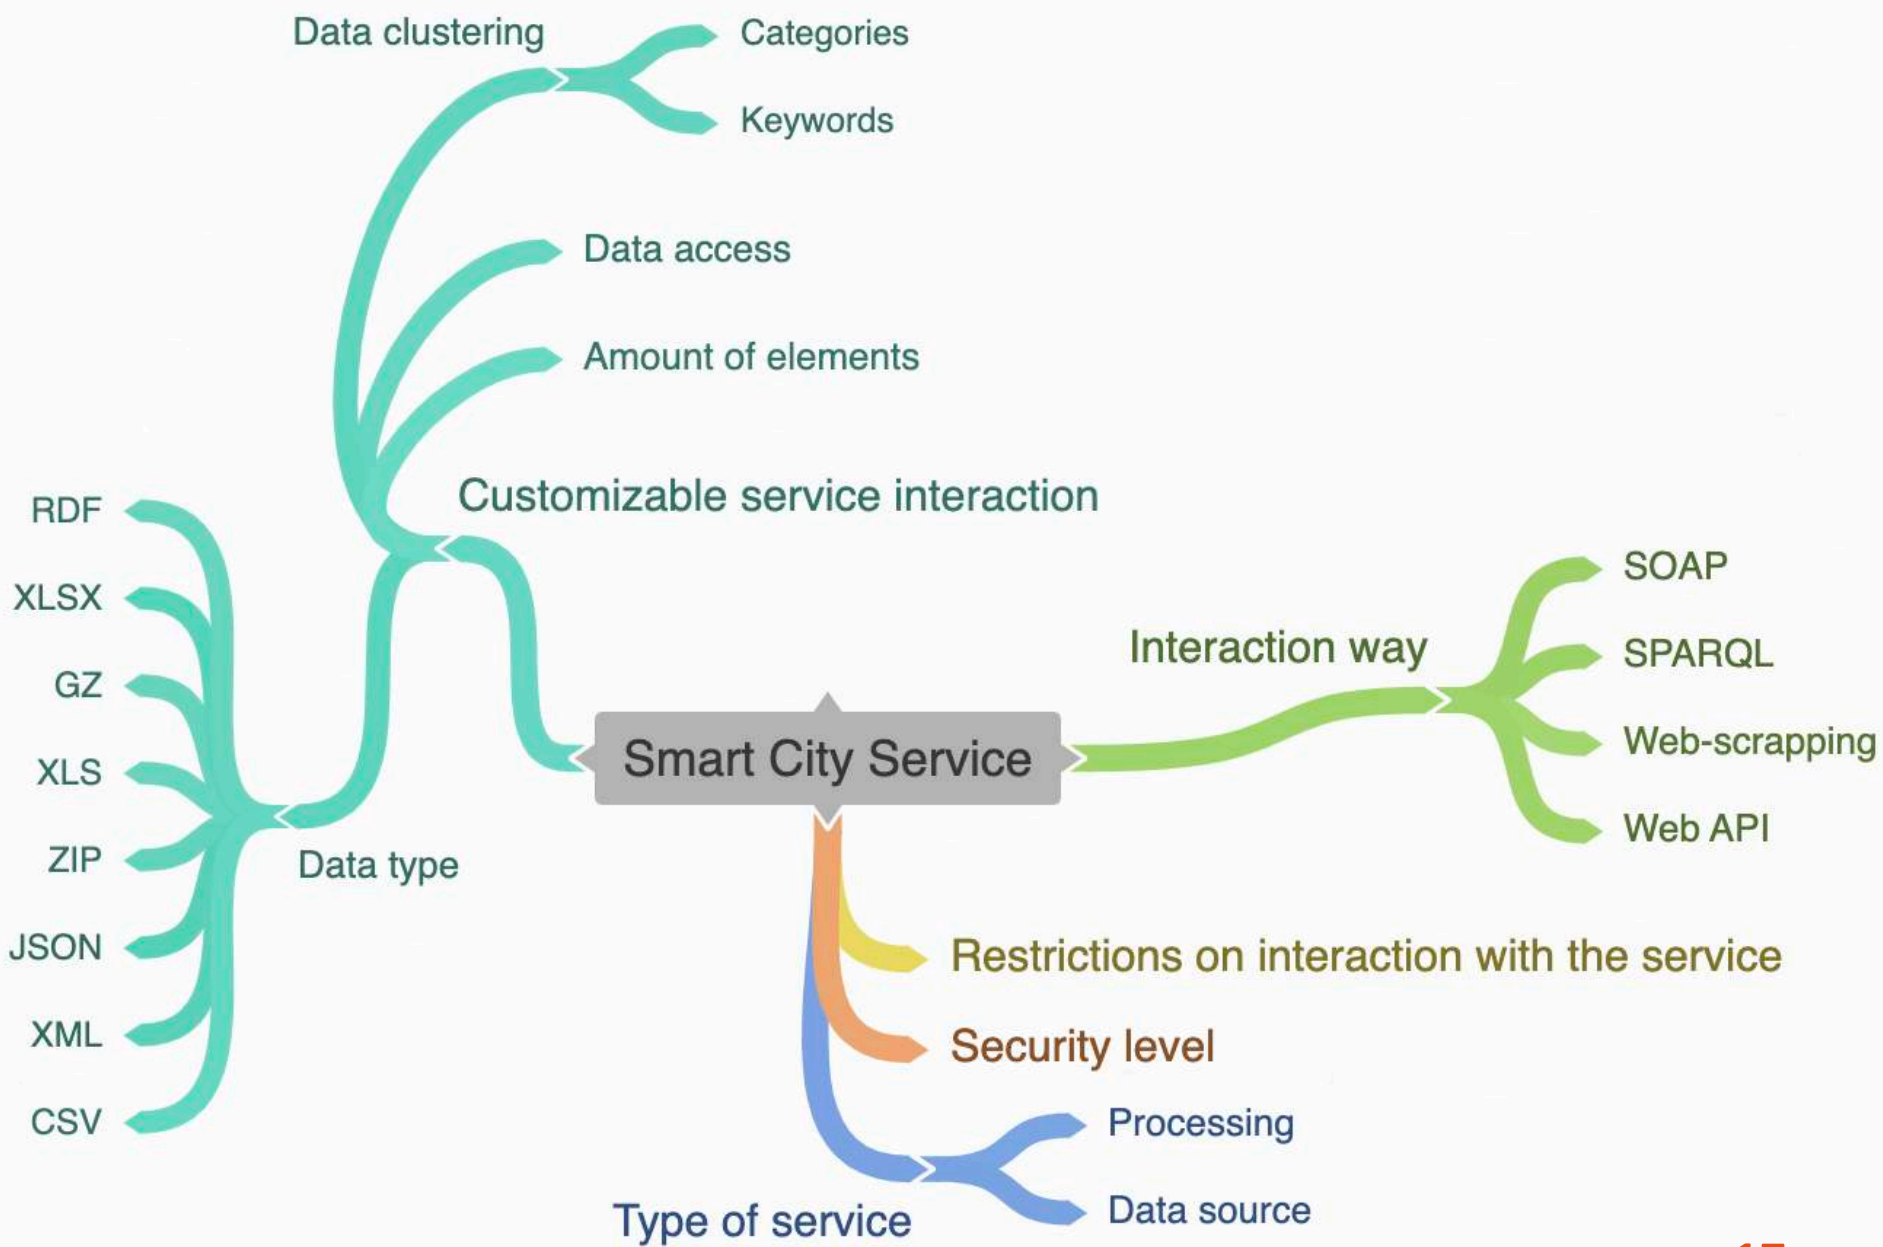 Data clustering
Categories
Keywords
Data access
Amount of elements
Customizable service interaction
RDF
XLSX
GZ
XLS
ZIP
JSON
XML
CSV
Data type
Smart City Service
Interaction way
SOAP
SPARQL
Web-scrapping
Web API
Restrictions on interaction with the service
Security level
Processing
Data source
Type of service